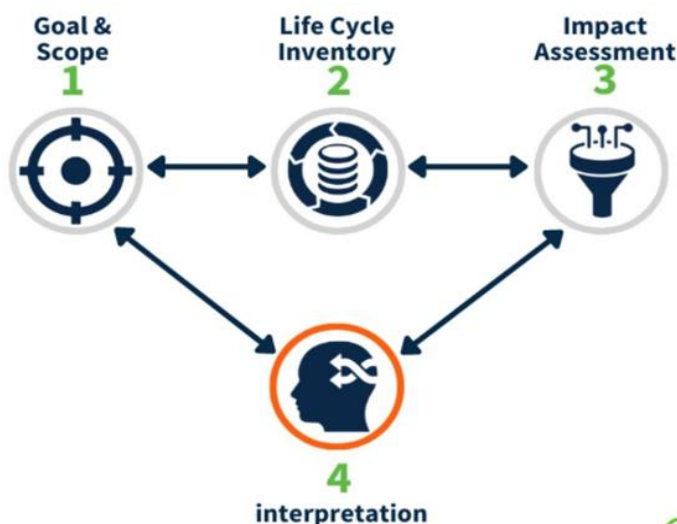 Goal &
Scope
1
Life Cycle
Inventory
2
Impact
Assessment
3
4
interpretation